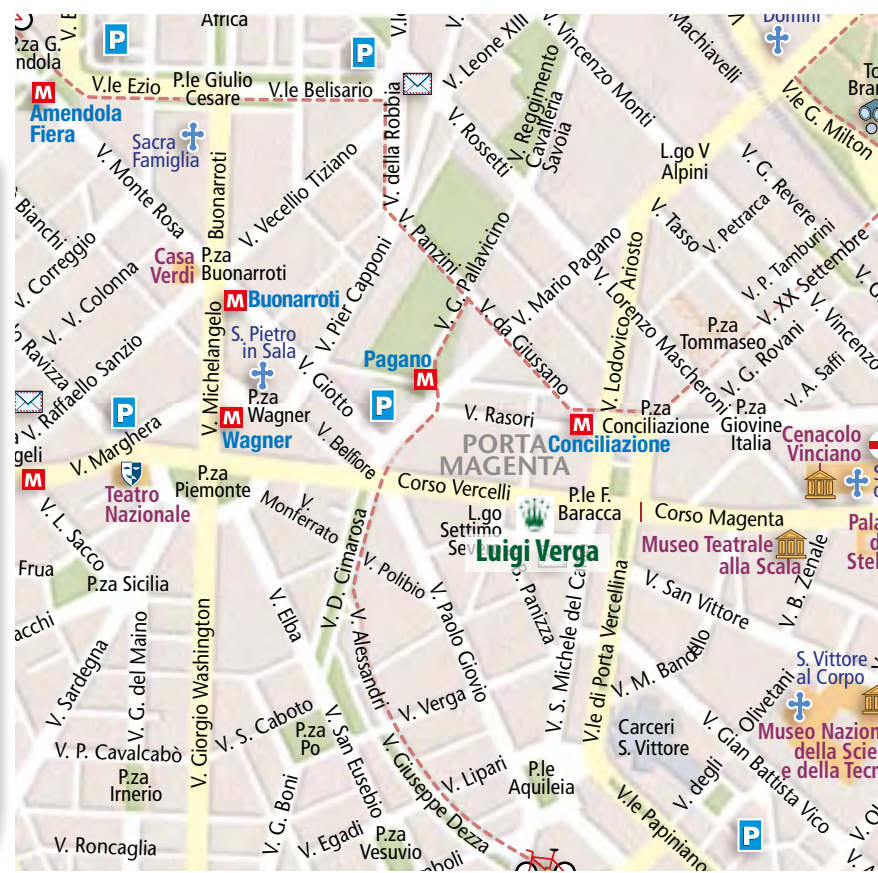 Africa
P
P
V. Leone XIII
V. Vincenzo Monti
Machiavelli
Domini
P.za G.
ndola
M
Amendola
Fiera
V.le Ezio
P.le Giulio
Cesare
V.le Belisario
V. della Robbia
V. Rossetti
V. Reggimento
Cavalleria
Savoia
V.le G. Milton
Sacra
Famiglia
V. Monte Rosa
Buonarroti
V. Vecellio Tiziano
L.go V
Alpini
V. G. Revere
V. Petrarca
V. Tasso
Bianchi
V. Correggio
V. V. Colonna
Casa
Verdi
P.za
Buonarroti
M
Buonarroti
V. Panzini
V. G. Pallavicino
V. Pier Capponi
V. Mario Pagano
V. Lorenzo Mascheroni
V. Lodovico Ariosto
V. P. Tamburini
V. XX Settembre
V. Vincenzo
P.za
Tommaseo
V. G. Rovani
V. A. Saffi
Ravizza
V. Raffaello Sanzio
V. Michelangelo
S. Pietro
in Sala
V. Giotto
Pagano
M
V. da Giussano
P
P
P.za
Wagner
M
Wagner
V. Belfiore
V. Rasori
PORTA
MAGENTA
M
Conciliazione
P.za
Conciliazione
P.za
Giovine
Italia
Cenacolo
Vinciano
V. Marghera
geli
M
Teatro
Nazionale
P.za
Piemonte
V.
Monferrato
Corso Vercelli
L.go
Settimo
P.le F.
Baracca
Corso Magenta
Luigi Verga
Museo Teatrale
alla Scala
V. B. Zenale
V. L. Sacco
Frua
P.za Sicilia
V. D. Cimarosa
V. Polibio
V. Paolo Giovio
B. Panizza
V. S. Michele del Ca
V.le di Porta Vercellina
V. San Vittore
acchi
V. Sardegna
V. G. del Maino
V. Giorgio Washington
V. Elba
V. Alessandri
V. Verga
V. M. Bandello
S. Vittore
al Corpo
Olivetani
V. degli
Museo Nazion
della Scie
e della Tecn
V. P. Cavalcabò
V. S. Caboto
P.za
Po
V. San Eusebio
V. Giuseppe Dezza
V. Lipari
P.le
Aquileia
Carceri
S. Vittore
V. Gian Battista Vico
P.za
Irnerio
V. G. Boni
V. Egadi
P.za
Vesuvio
V.le Papiniano
P
V. Roncaglia